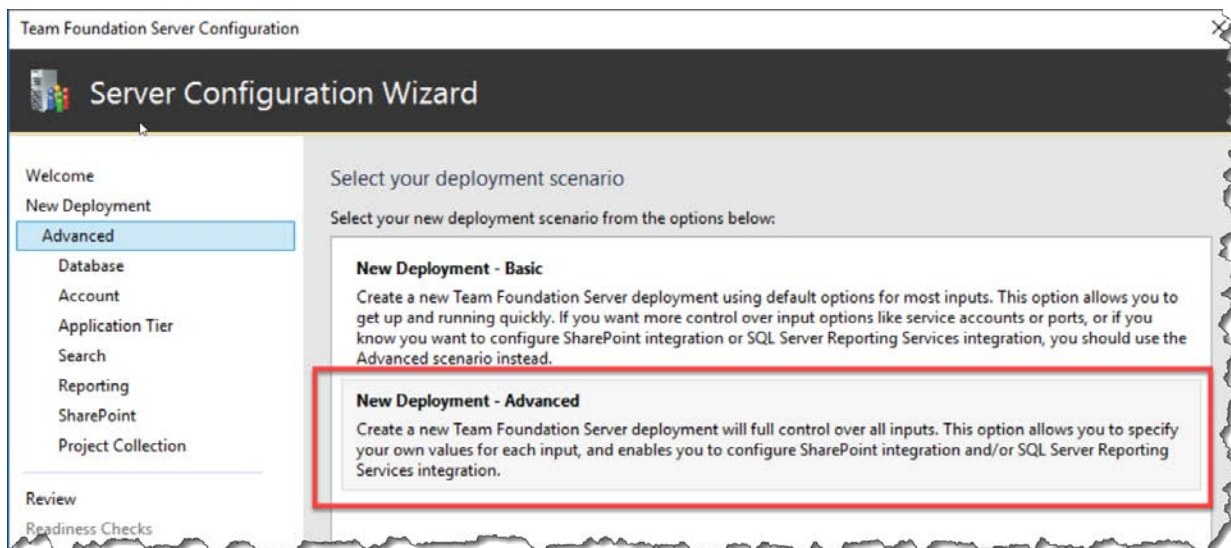 Team Foundation Server Configuration
Server Configuration Wizard
Welcome
New Deployment
Advanced
Database
Account
Application Tier
Search
Reporting
SharePoint
Project Collection
Review
Readiness Checks
Select your deployment scenario
Select your new deployment scenario from the options below:
New Deployment - Basic
Create a new Team Foundation Server deployment using default options for most inputs. This option allows you to
get up and running quickly. If you want more control over input options like service accounts or ports, or if you
know you want to configure SharePoint integration or SQL Server Reporting Services integration, you should use the
Advanced scenario instead.
New Deployment - Advanced
Create a new Team Foundation Server deployment will full control over all inputs. This option allows you to specify
your own values for each input, and enables you to configure SharePoint integration and/or SQL Server Reporting
Services integration.